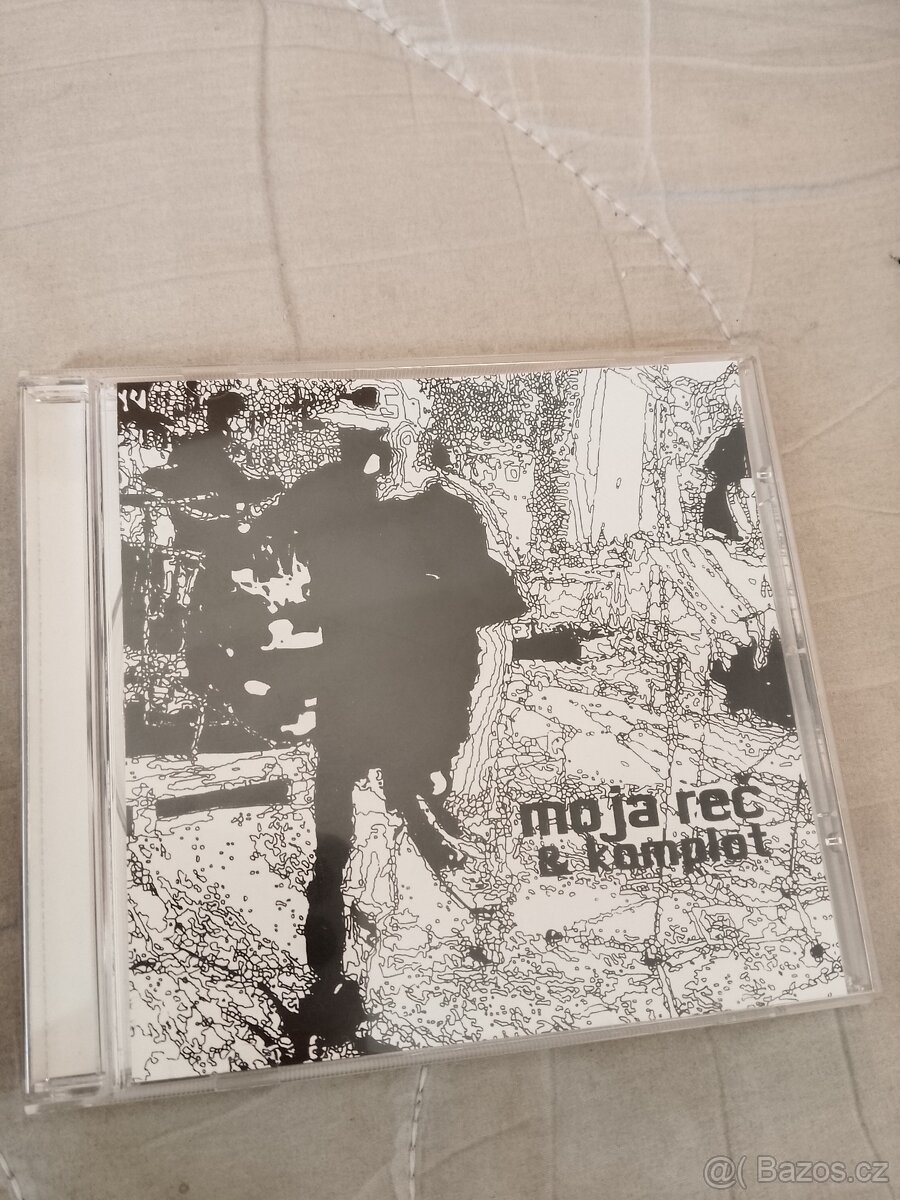 moja reč
& komplot
@( Bazos.cz